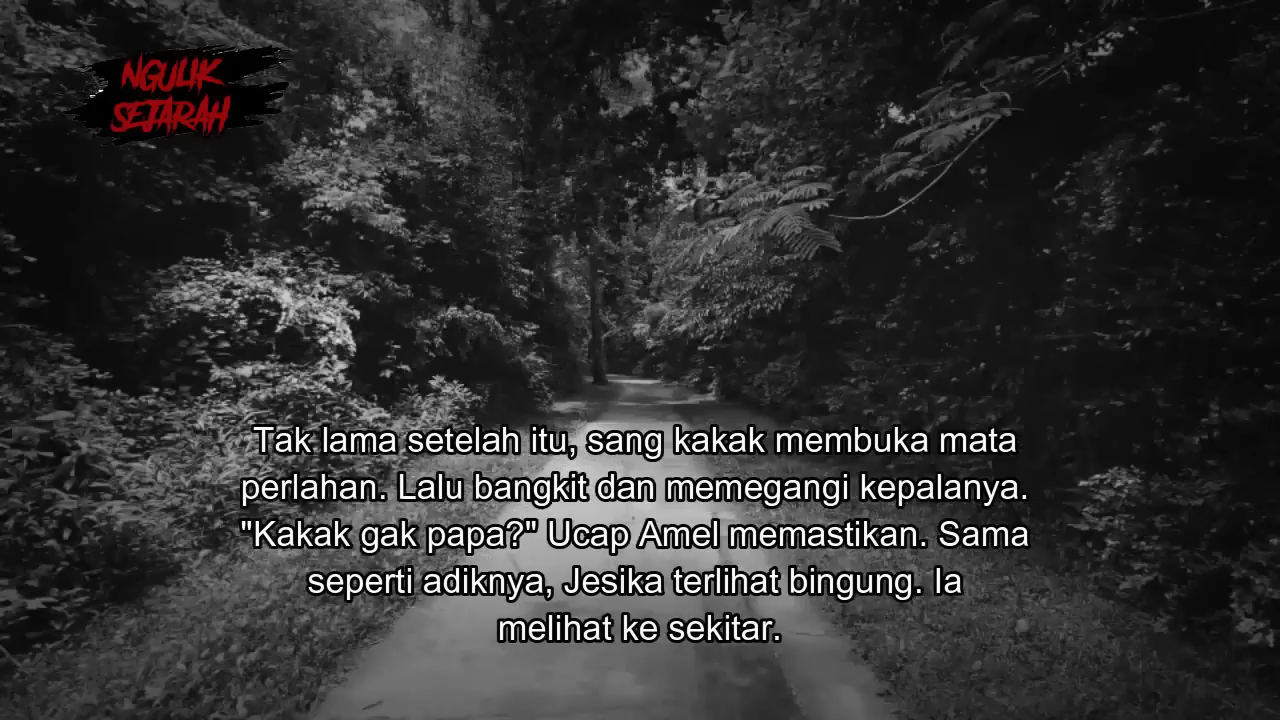 NGULIK
SEJARAH
Tak lama setelah itu, sang kakak membuka mata
perlahan. Lalu bangkit dan memegangi kepalanya.
"Kakak gak papa?" Ucap Amel memastikan. Sama
seperti adiknya, Jesika terlihat bingung. Ia
melihat ke sekitar.